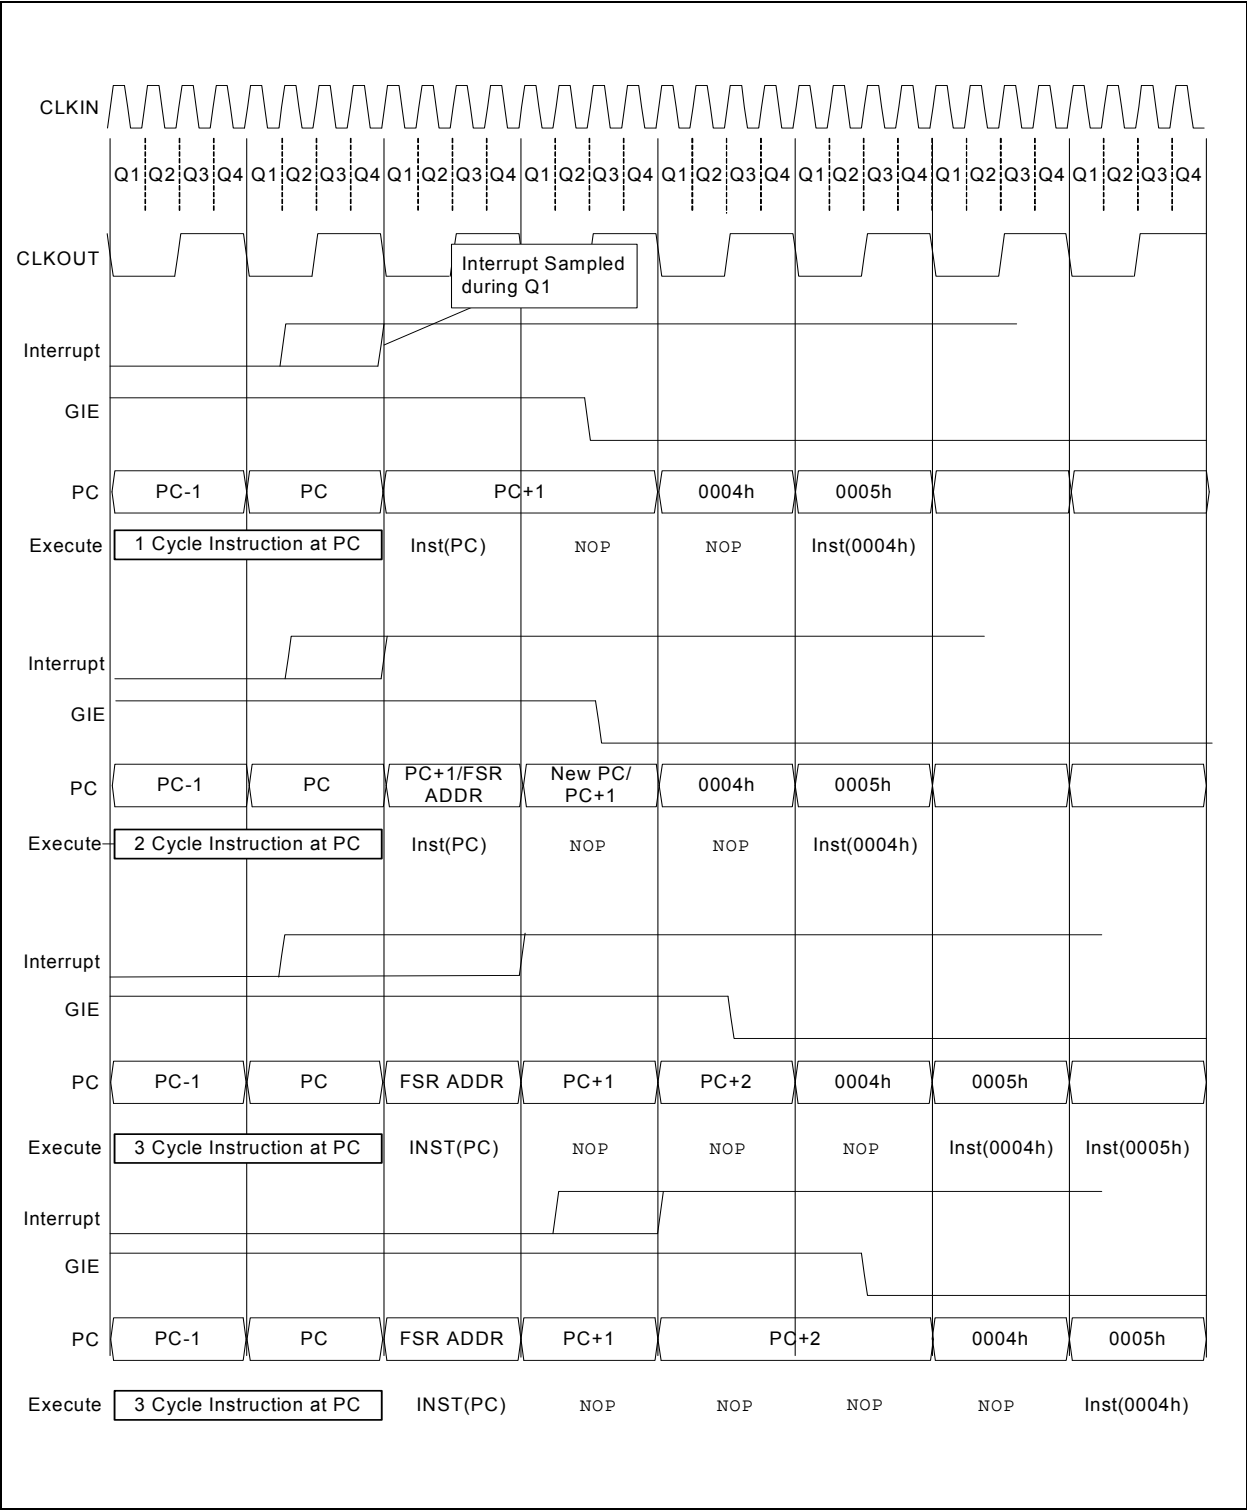 CLKIN
Q1 Q2 Q3 Q4 Q1 Q2 Q3 Q4 Q1 Q2 Q3 Q4 Q1 Q2 Q3 Q4 Q1 Q2 Q3 Q4 Q1 Q2 Q3 Q4 Q1 Q2 Q3 Q4 Q1 Q2 Q3 Q4
CLKOUT
Interrupt Sampled
during Q1
Interrupt
GIE
PC PC-1 PC PC+1 0004h 0005h
Execute 1 Cycle Instruction at PC Inst(PC) NOP NOP Inst(0004h)
Interrupt
GIE
PC PC-1 PC PC+1/FSR ADDR New PC/ PC+1 0004h 0005h
Execute 2 Cycle Instruction at PC Inst(PC) NOP NOP Inst(0004h)
Interrupt
GIE
PC PC-1 PC FSR ADDR PC+1 PC+2 0004h 0005h
Execute 3 Cycle Instruction at PC INST(PC) NOP NOP NOP Inst(0004h) Inst(0005h)
Interrupt
GIE
PC PC-1 PC FSR ADDR PC+1 PC+2 0004h 0005h
Execute 3 Cycle Instruction at PC INST(PC) NOP NOP NOP NOP Inst(0004h)